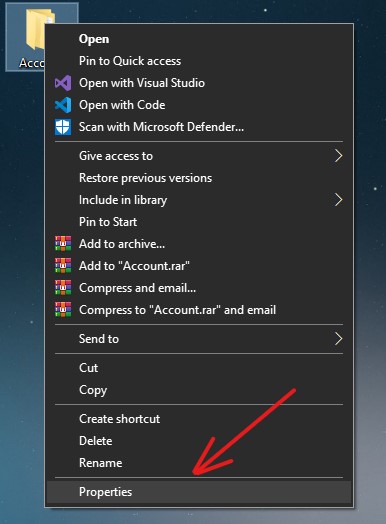 Open
Pin to Quick access
Open with Visual Studio
Open with Code
Scan with Microsoft Defender...
Give access to
Restore previous versions
Include in library
Pin to Start
Add to archive...
Add to "Account.rar"
Compress and email...
Compress to "Account.rar" and email
Send to
Cut
Copy
Create shortcut
Delete
Rename
Properties